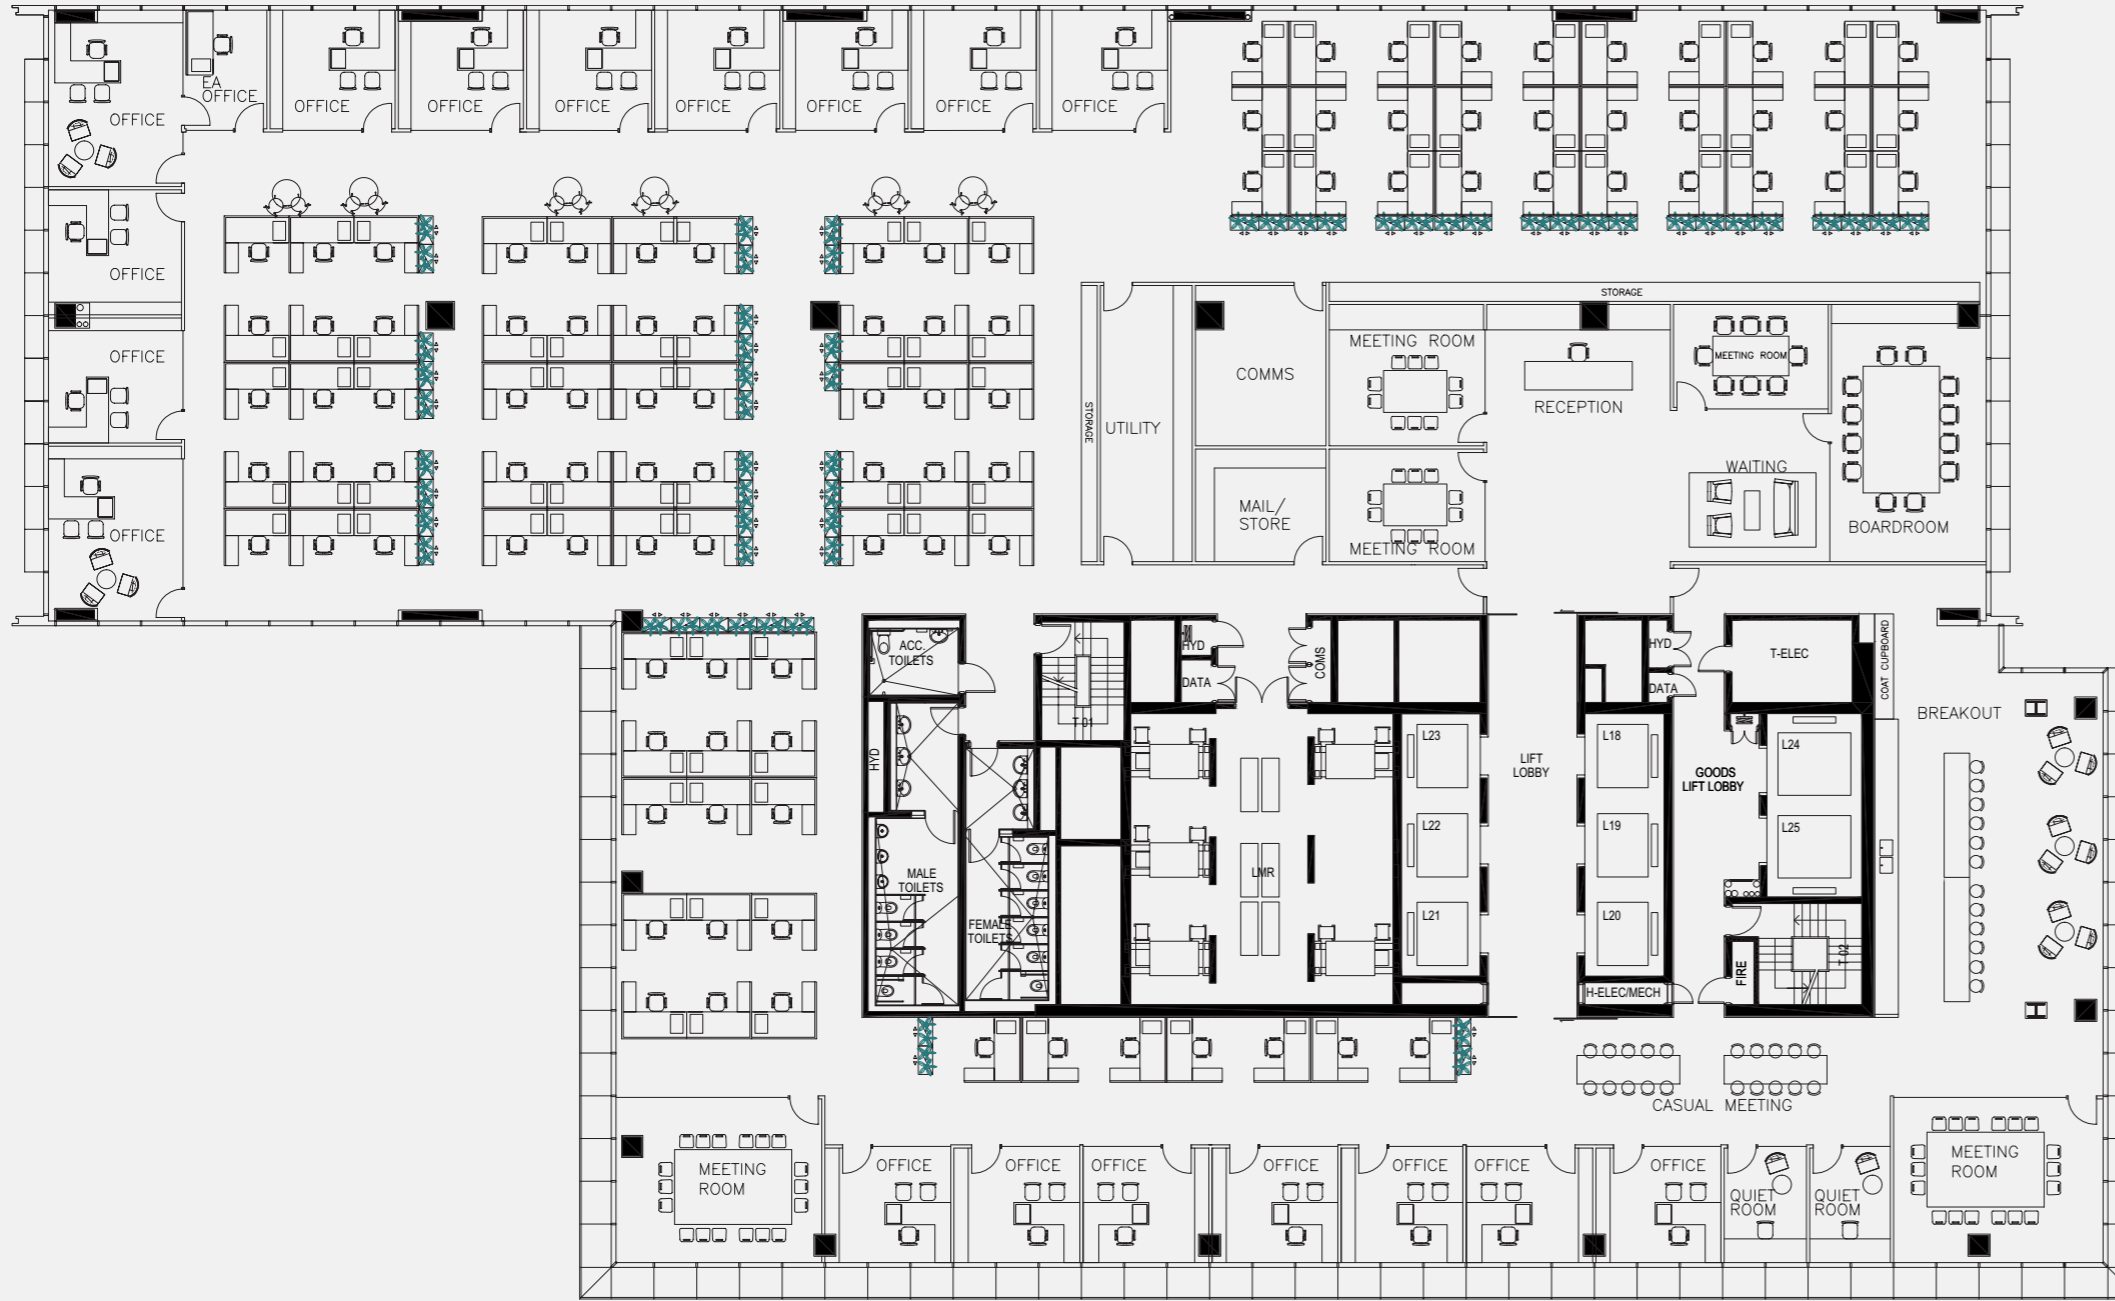 EA
OFFICE
OFFICE
OFFICE
OFFICE
OFFICE
OFFICE
OFFICE
OFFICE
OFFICE
OFFICE
OFFICE
OFFICE
STORAGE
STORAGE
UTILITY
COMMS
MAIL/
STORE
MEETING ROOM
MEETING ROOM
RECEPTION
MEETING ROOM
WAITING
BOARDROOM
ACC.
TOILETS
HYD
MALE
TOILETS
FEMALE
TOILETS
T-01
HYD
DATA
COMS
LMR
L23
L22
L21
LIFT
LOBBY
L18
L19
L20
H-ELEC/MECH
HYD
DATA
T-ELEC
GOODS
LIFT LOBBY
L24
L25
FIRE
T-02
COAT CUPBOARD
BREAKOUT
CASUAL MEETING
MEETING
ROOM
OFFICE
OFFICE
OFFICE
OFFICE
OFFICE
OFFICE
OFFICE
QUIET
ROOM
QUIET
ROOM
MEETING
ROOM